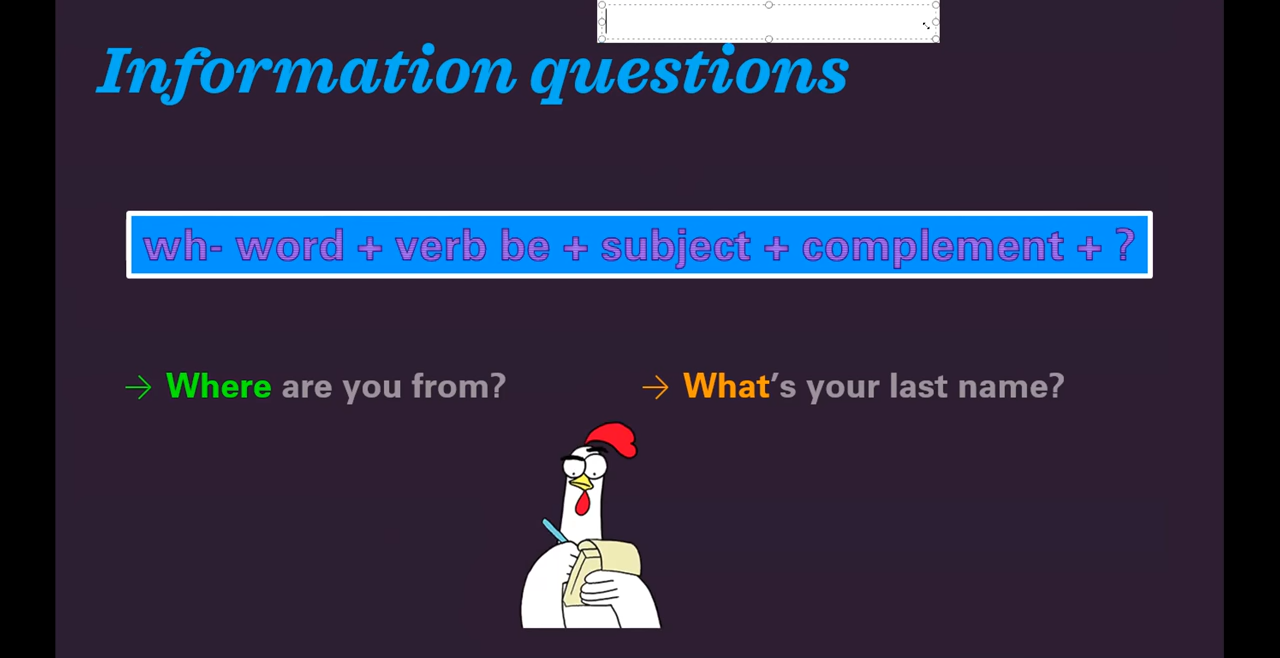 Information questions
wh- word + verb be + subject + complement + ?
→ Where are you from?
→ What's your last name?